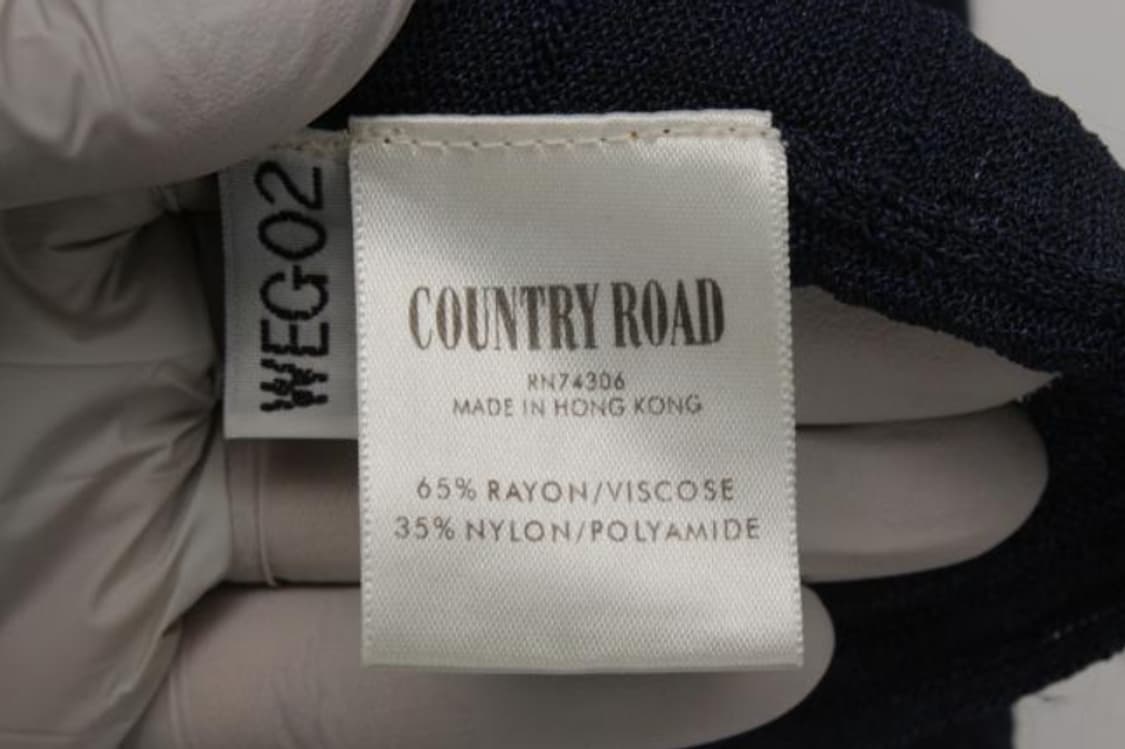 WEG02
COUNTRY ROAD
RN74306
MADE IN HONG KONG
65% RAYON/VISCOSE
35% NYLON/POLYAMIDE